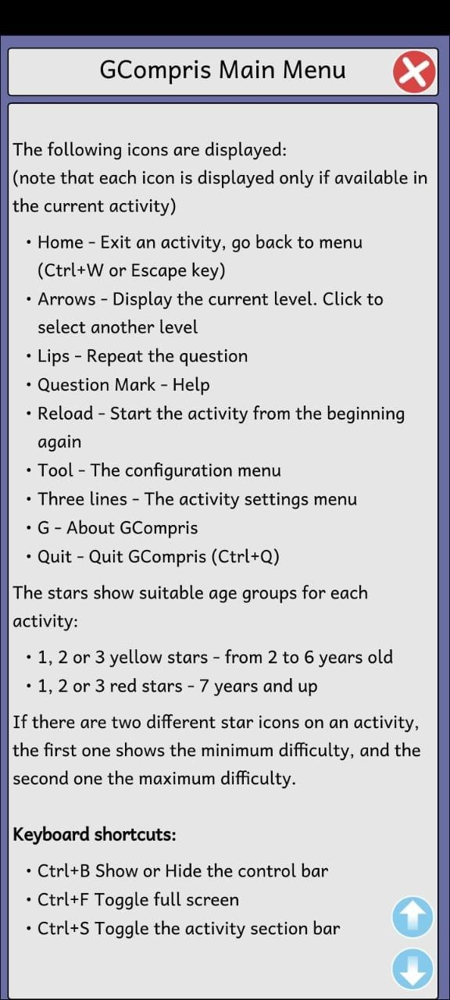 GCompris Main Menu
The following icons are displayed:
(note that each icon is displayed only if available in
the current activity)
• Home - Exit an activity, go back to menu
(Ctrl+W or Escape key)
• Arrows - Display the current level. Click to
select another level
• Lips - Repeat the question
• Question Mark - Help
• Reload - Start the activity from the beginning
again
• Tool - The configuration menu
• Three lines - The activity settings menu
• G - About GCompris
• Quit - Quit GCompris (Ctrl+Q)
The stars show suitable age groups for each
activity:
• 1, 2 or 3 yellow stars - from 2 to 6 years old
• 1, 2 or 3 red stars - 7 years and up
If there are two different star icons on an activity,
the first one shows the minimum difficulty, and the
second one the maximum difficulty.
Keyboard shortcuts:
• Ctrl+B Show or Hide the control bar
• Ctrl+F Toggle full screen
• Ctrl+S Toggle the activity section bar